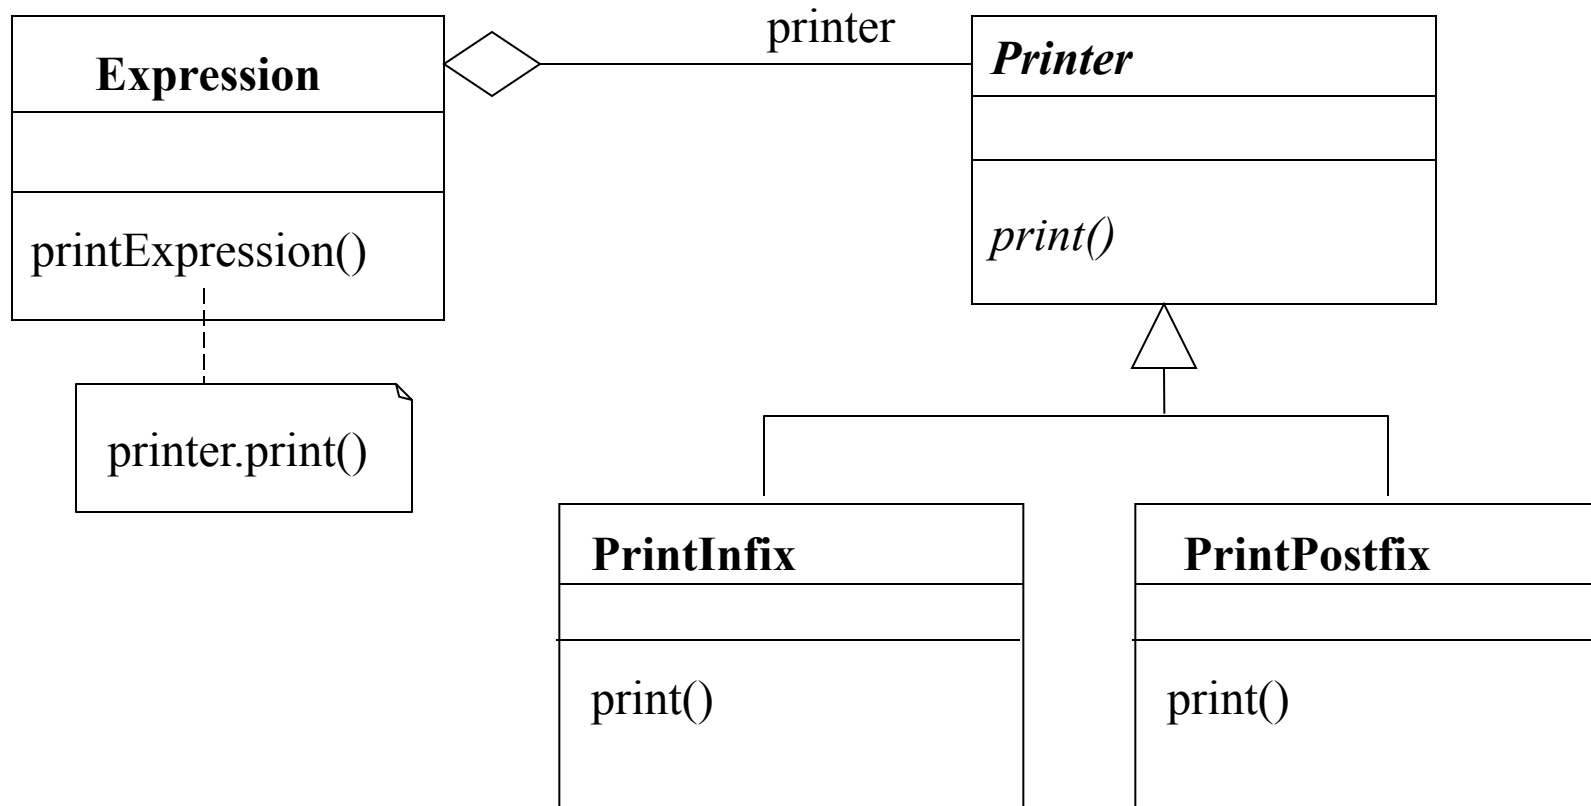 Expression
printExpression()
printer.print()
printer
Printer
print()
PrintInfix
print()
PrintPostfix
print()